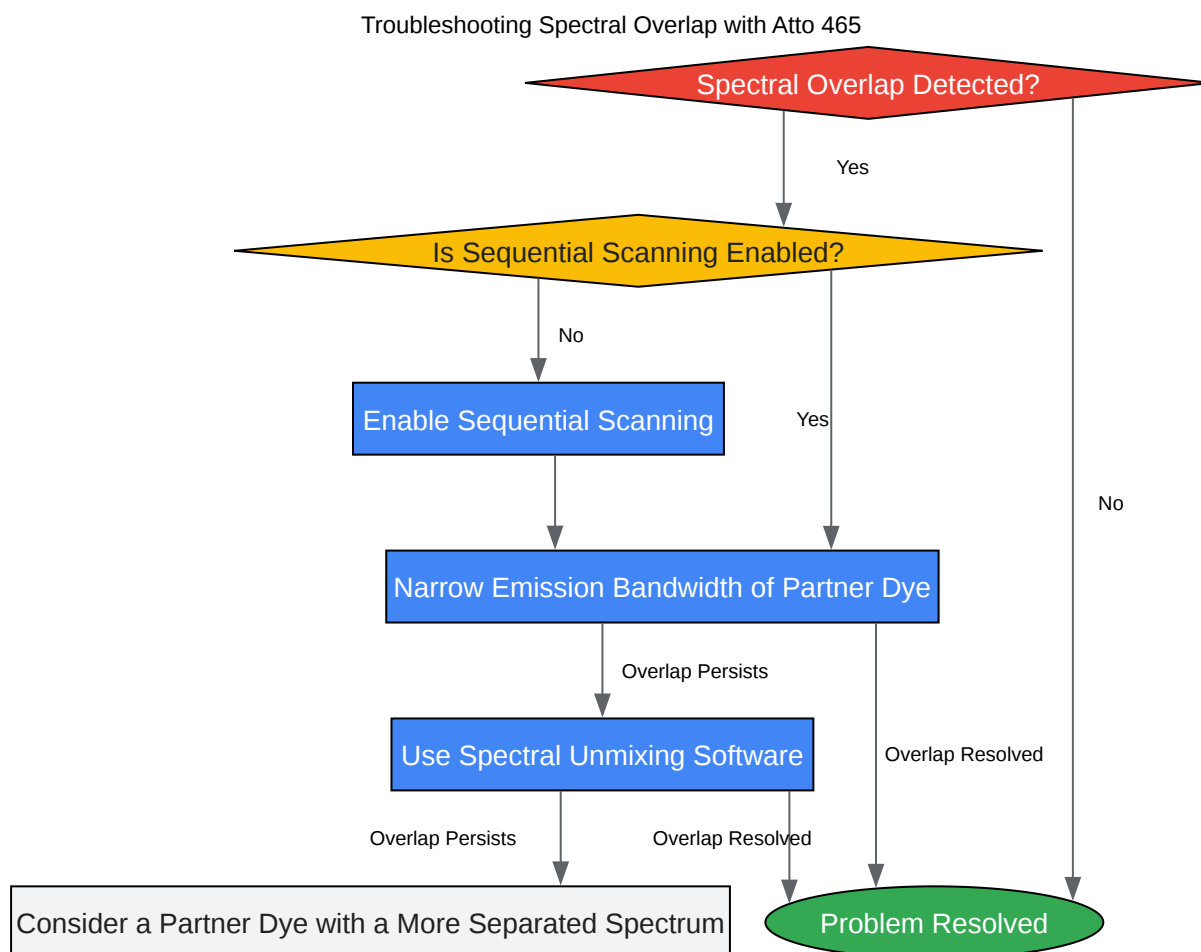 Troubleshooting Spectral Overlap with Atto 465
Spectral Overlap Detected?
Yes
Is Sequential Scanning Enabled?
No
Enable Sequential Scanning
Yes
No
Narrow Emission Bandwidth of Partner Dye
Overlap Persists
Use Spectral Unmixing Software
Overlap Resolved
Overlap Persists
Overlap Resolved
Consider a Partner Dye with a More Separated Spectrum
Problem Resolved